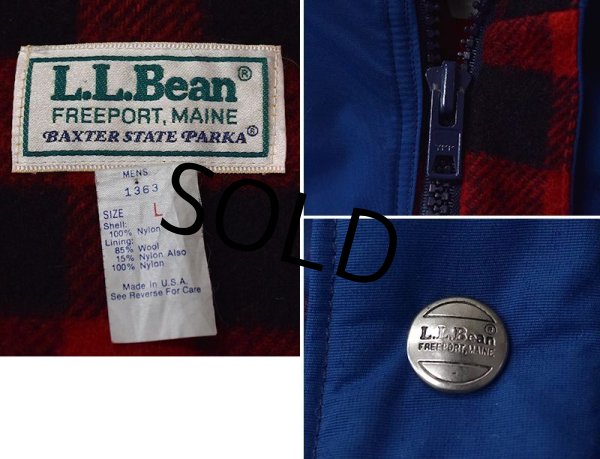 L.L.Bean®
FREEPORT, MAINE
BAXTER STATE PARKA®
MENS
1363
SIZE L
Shell:
100% Nylon
Lining:
85% Wool
15% Nylon Also
100% Nylon
Made in U.S.A.
See Reverse For Care
SOLD
YKK
L.L.Bean®
FREEPORT, MAINE